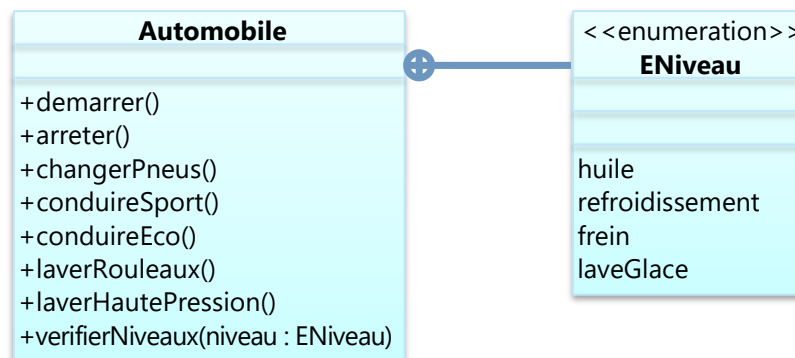 Automobile
+demarrer()
+arreter()
+changerPneus()
+conduireSport()
+conduireEco()
+laverRouleaux()
+laverHautePression()
+verifierNiveaux(niveau : ENiveau)
<<enumeration>>
ENiveau
huile
refroidissement
frein
laveGlace